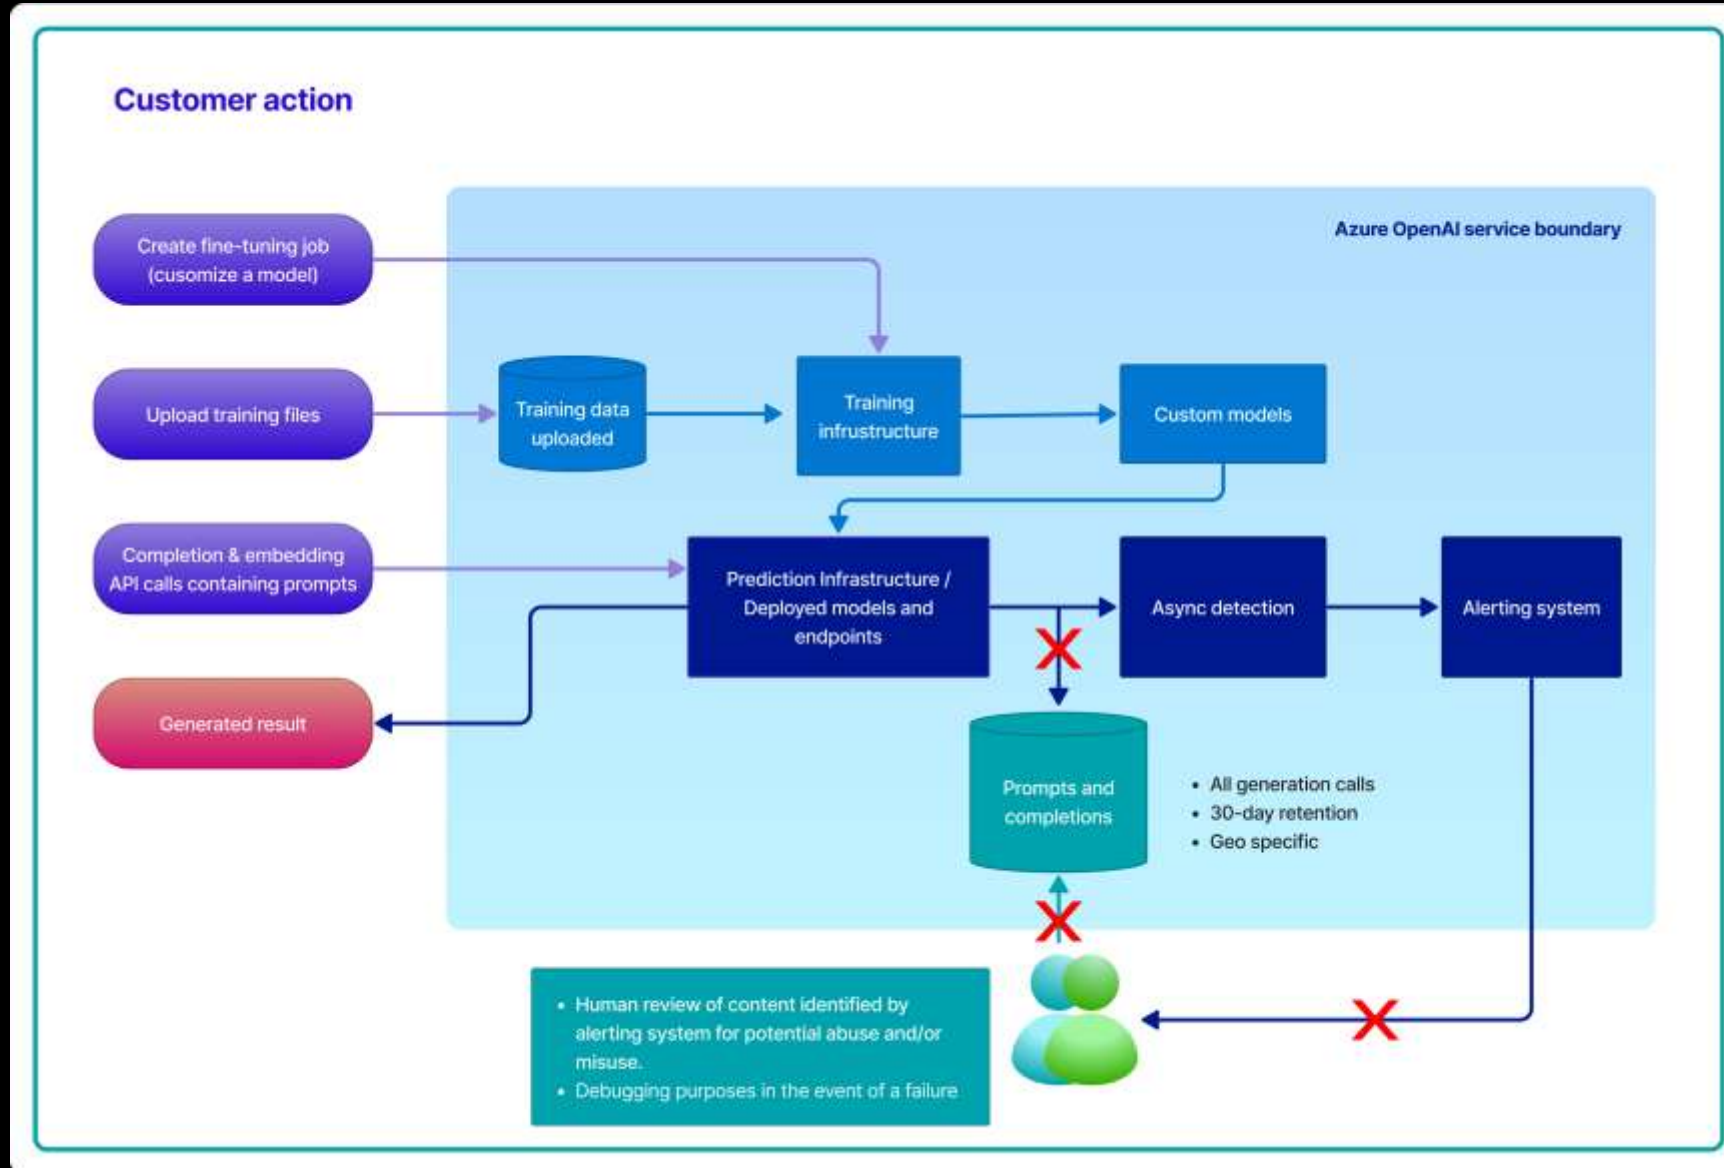 Customer action
Azure OpenAI service boundary
Create fine-tuning job
(cusomize a model)
Upload training files
Training data
uploaded
Training
infrustructure
Custom models
Completion & embedding
API calls containing prompts
Prediction Infrastructure /
Deployed models and
endpoints
Async detection
Alerting system
Generated result
Prompts and
completions
• All generation calls
• 30-day retention
• Geo specific
• Human review of content identified by
alerting system for potential abuse and/or
misuse.
• Debugging purposes in the event of a failure